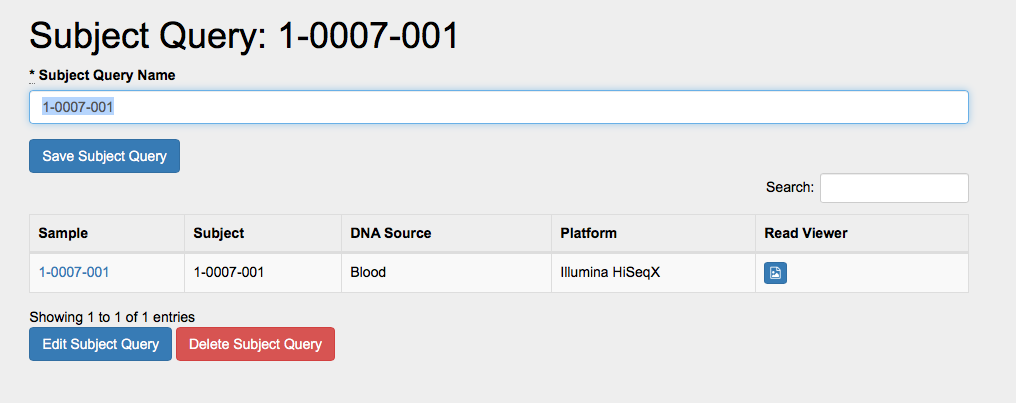 Subject Query: 1-0007-001
* Subject Query Name
1-0007-001
Save Subject Query
Search:
Sample Subject DNA Source Platform Read Viewer
1-0007-001 1-0007-001 Blood Illumina HiSeqX
Showing 1 to 1 of 1 entries
Edit Subject Query Delete Subject Query